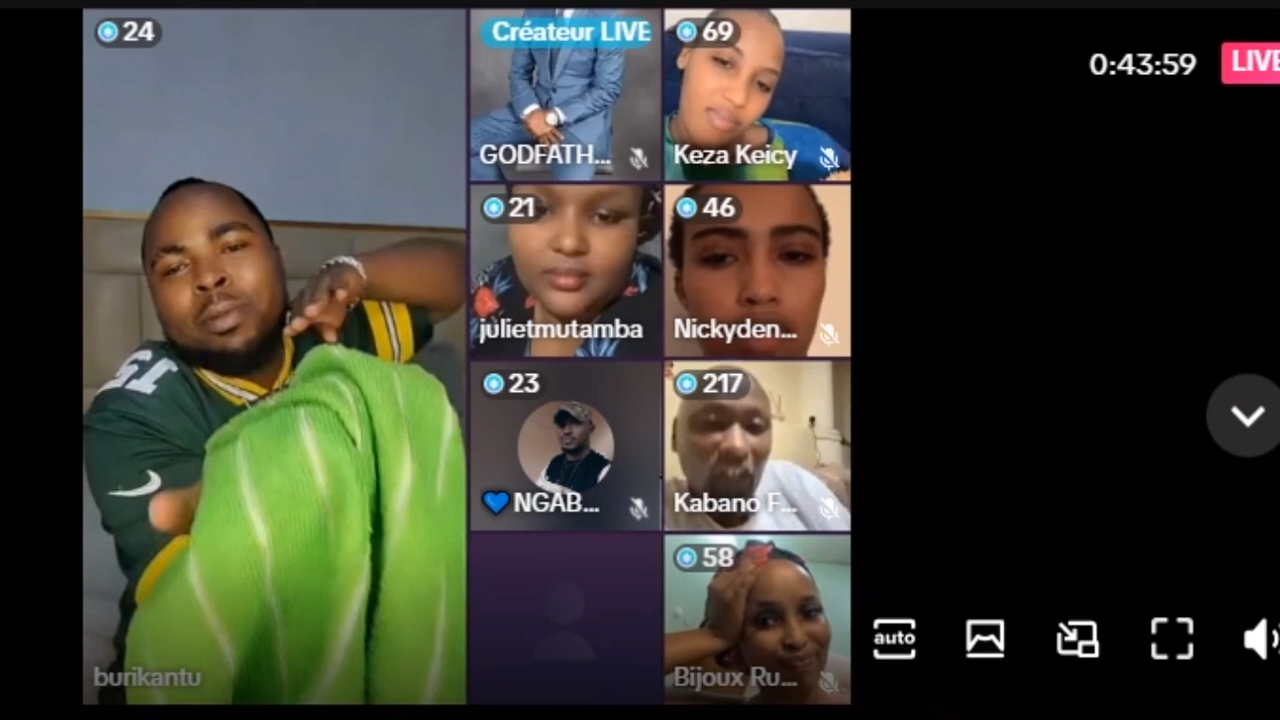 24
Créateur LIVE
69
0:43:59
LIVE
GODFATH...
Keza Keicy
21
46
julietmutamba
Nickyden...
23
217
💙 NGAB...
Kabano F...
58
auto
burikantu
Bijoux Ru...
51